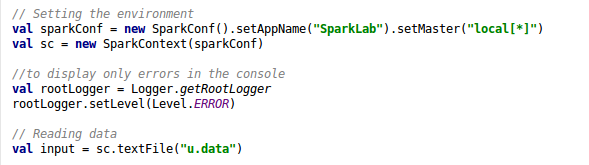 // Setting the environment
val sparkConf = new SparkConf().setAppName("SparkLab").setMaster("local[*]")
val sc = new SparkContext(sparkConf)
//to display only errors in the console
val rootLogger = Logger.getRootLogger
rootLogger.setLevel(Level.ERROR)
// Reading data
val input = sc.textFile("u.data")